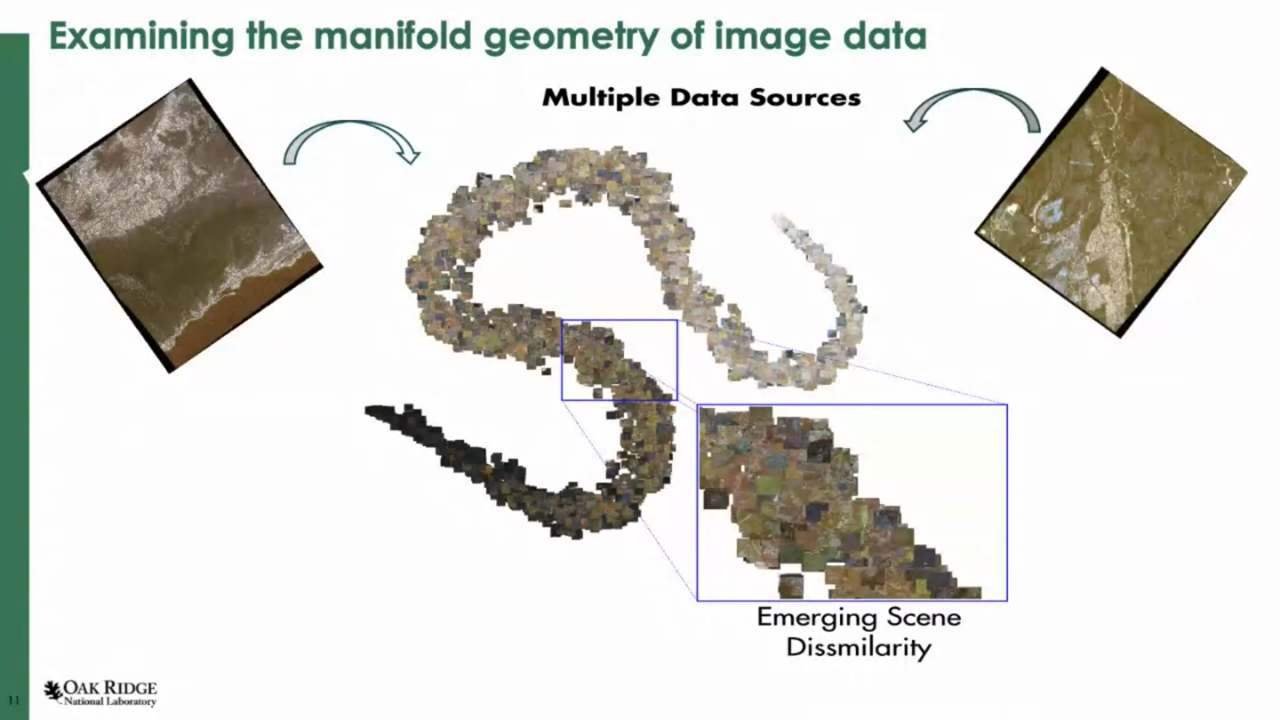 Examining the manifold geometry of image data
Multiple Data Sources
Emerging Scene
Dissmilarity
11
OAK RIDGE
National Laboratory